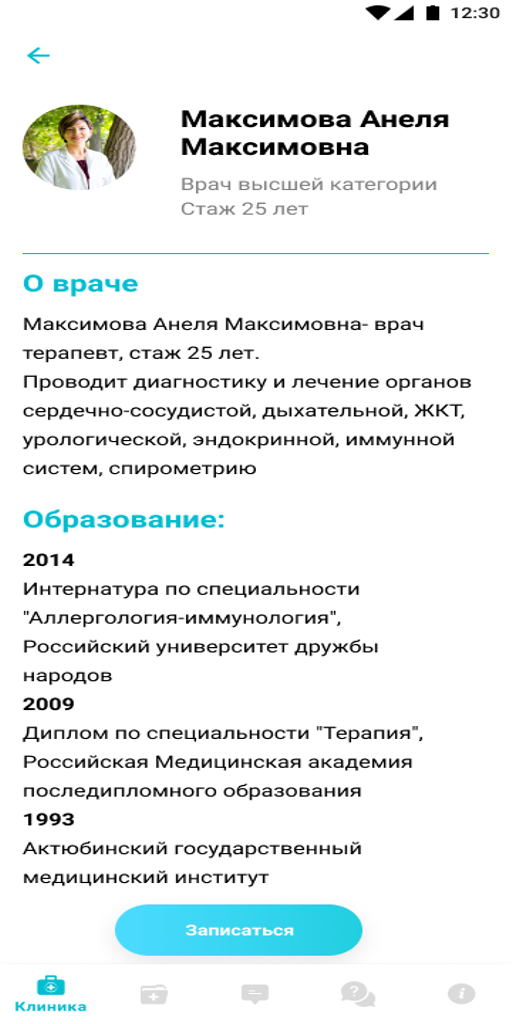 12:30
Максимова Анеля
Максимовна
Врач высшей категории
Стаж 25 лет
О враче
Максимова Анеля Максимовна- врач
терапевт, стаж 25 лет.
Проводит диагностику и лечение органов
сердечно-сосудистой, дыхательной, ЖКТ,
урологической, эндокринной, иммунной
систем, спирометрию
Образование:
2014
Интернатура по специальности
"Аллергология-иммунология",
Российский университет дружбы
народов
2009
Диплом по специальности "Терапия",
Российская Медицинская академия
последипломного образования
1993
Актюбинский государственный
медицинский институт
Записаться
Клиника